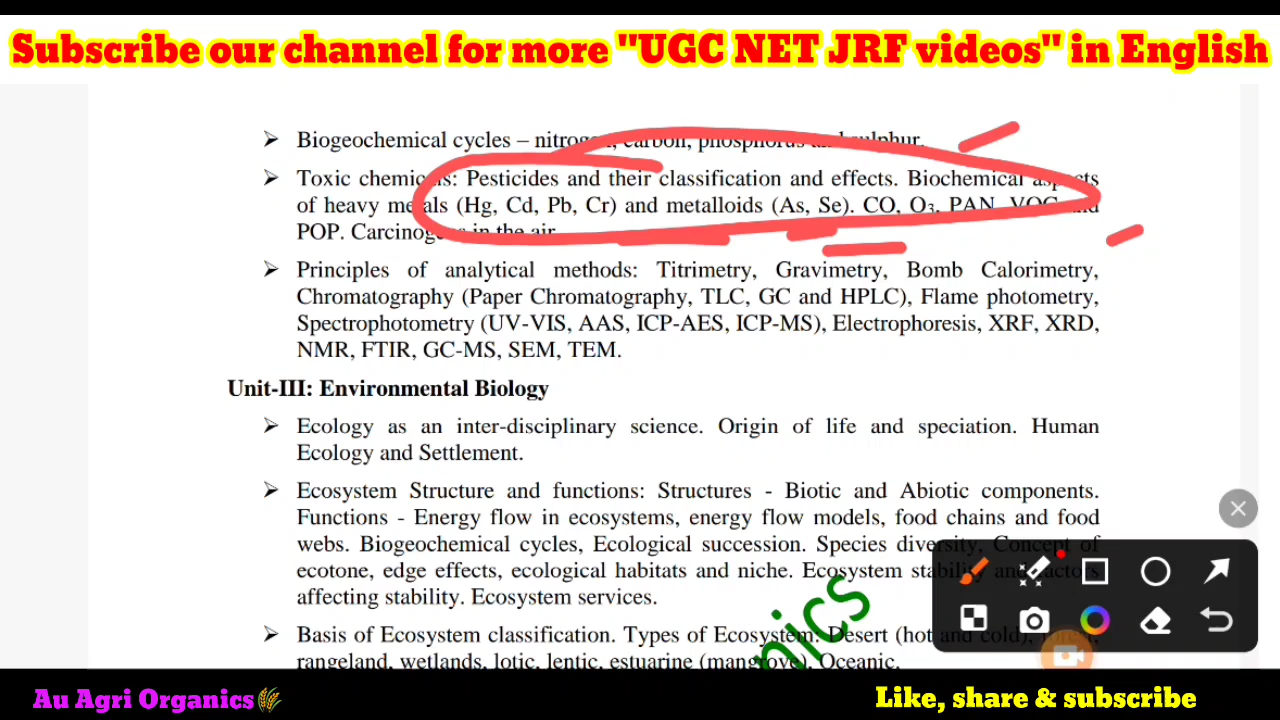 Subscribe our channel for more "UGC NET JRF videos" in English
➤ Biogeochemical cycles – nitrogen, carbon, phosphorus and sulphur.
➤ Toxic chemicals: Pesticides and their classification and effects. Biochemical aspects
of heavy metals (Hg, Cd, Pb, Cr) and metalloids (As, Se). CO, O₃, PAN, VOC and
POP. Carcinogens in the air.
➤ Principles of analytical methods: Titrimetry, Gravimetry, Bomb Calorimetry,
Chromatography (Paper Chromatography, TLC, GC and HPLC), Flame photometry,
Spectrophotometry (UV-VIS, AAS, ICP-AES, ICP-MS), Electrophoresis, XRF, XRD,
NMR, FTIR, GC-MS, SEM, TEM.
Unit-III: Environmental Biology
➤ Ecology as an inter-disciplinary science. Origin of life and speciation. Human
Ecology and Settlement.
➤ Ecosystem Structure and functions: Structures - Biotic and Abiotic components.
Functions - Energy flow in ecosystems, energy flow models, food chains and food
webs. Biogeochemical cycles, Ecological succession. Species diversity, Concept of
ecotone, edge effects, ecological habitats and niche. Ecosystem stability and factors
affecting stability. Ecosystem services.
➤ Basis of Ecosystem classification. Types of Ecosystem: Desert (hot and cold), forest,
rangeland, wetlands, lotic, lentic, estuarine (mangrove), Oceanic.
nics
Au Agri Organics
Like, share & subscribe